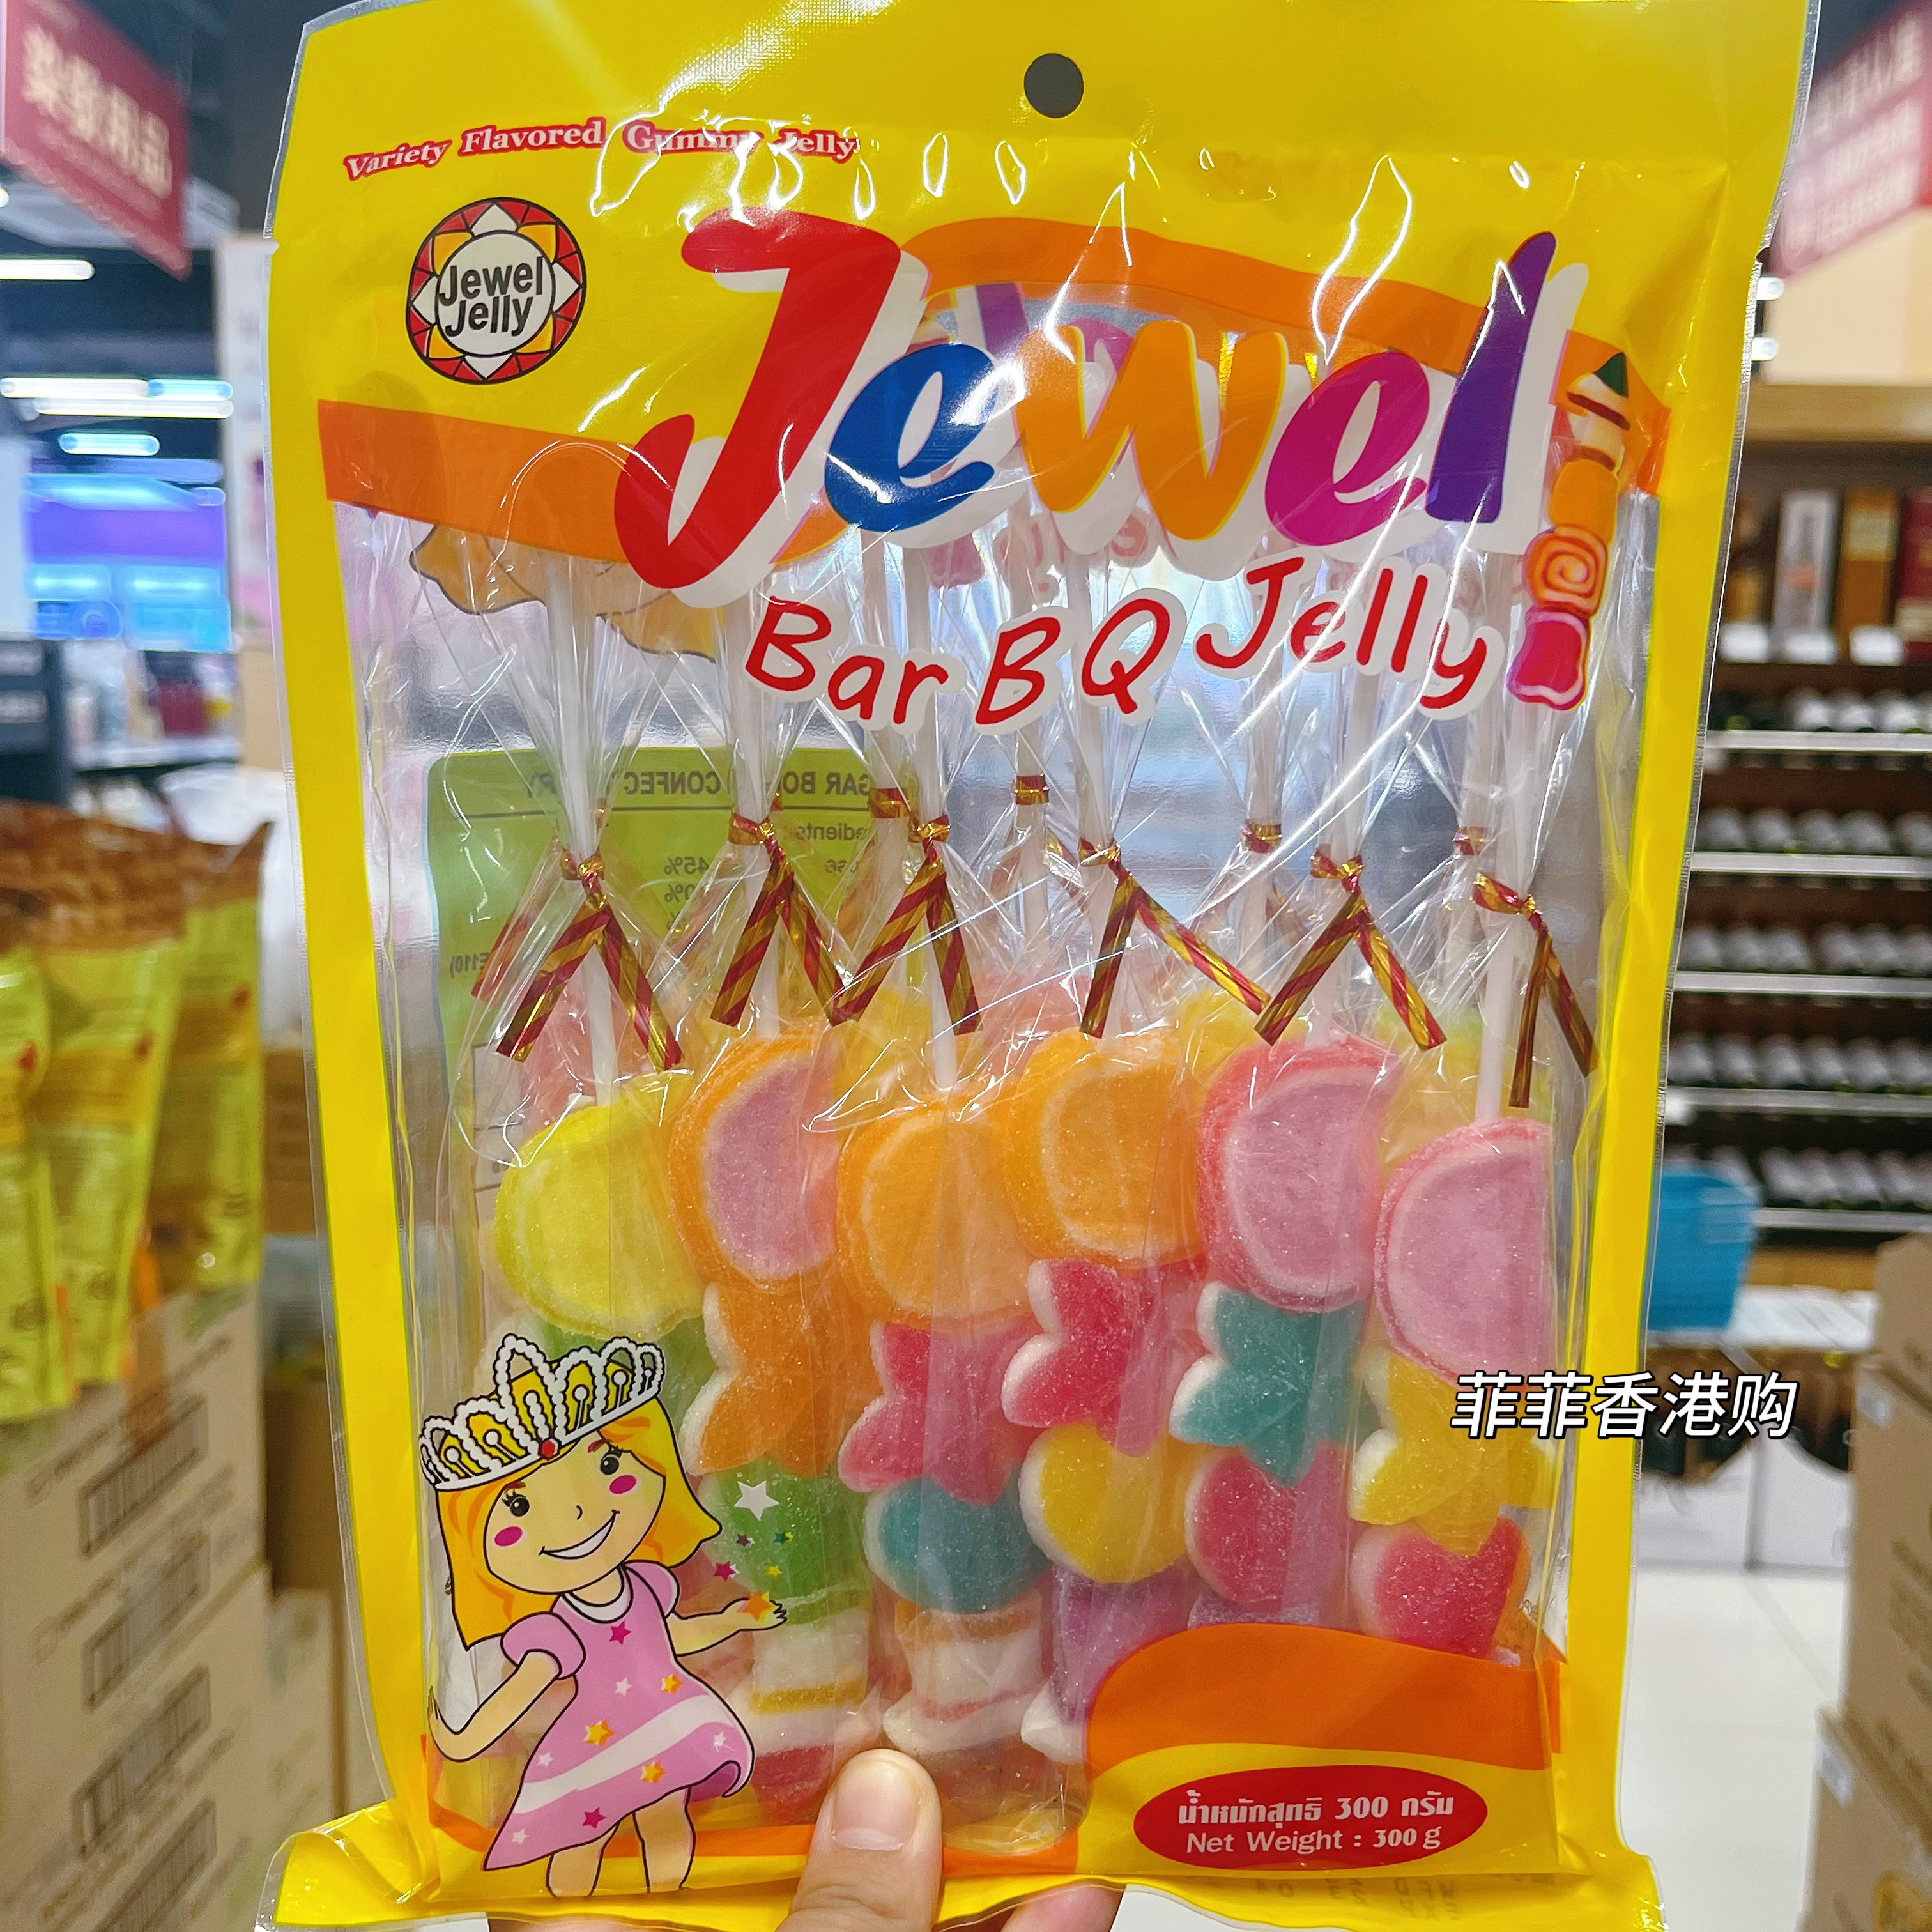 Variety Flavored Gummy Jelly
Jewel
Jelly
Jewel
Bar B Q Jelly
菲菲香港购
น้ำหนักสุทธิ 300 กรัม
Net Weight : 300 g